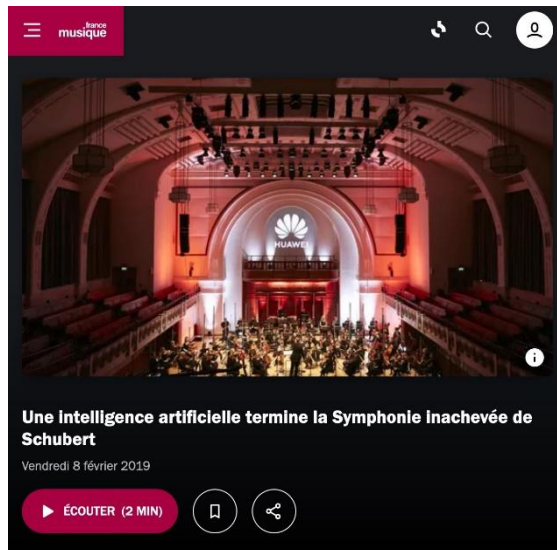 france
musique
HUAWEI
Une intelligence artificielle termine la Symphonie inachevée de
Schubert
Vendredi 8 février 2019
ÉCOUTER (2 MIN)